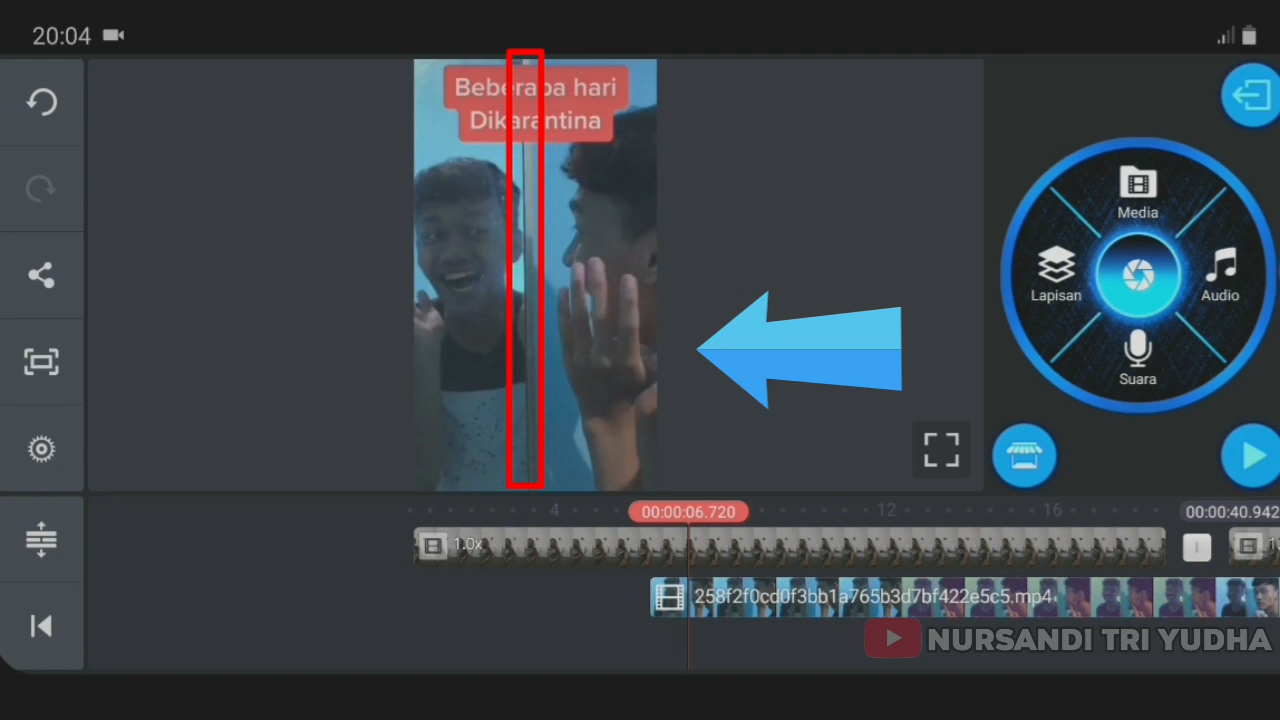 20:04
Beberapa hari
Dikarantina
Media
Lapisan
Audio
Suara
4
00:00:06.720
12
16
00:00:40.942
1.0x
258f2f0cd0f3bb1a765b3d7bf422e5c5.mp4
NURSANDI TRI YUDHA